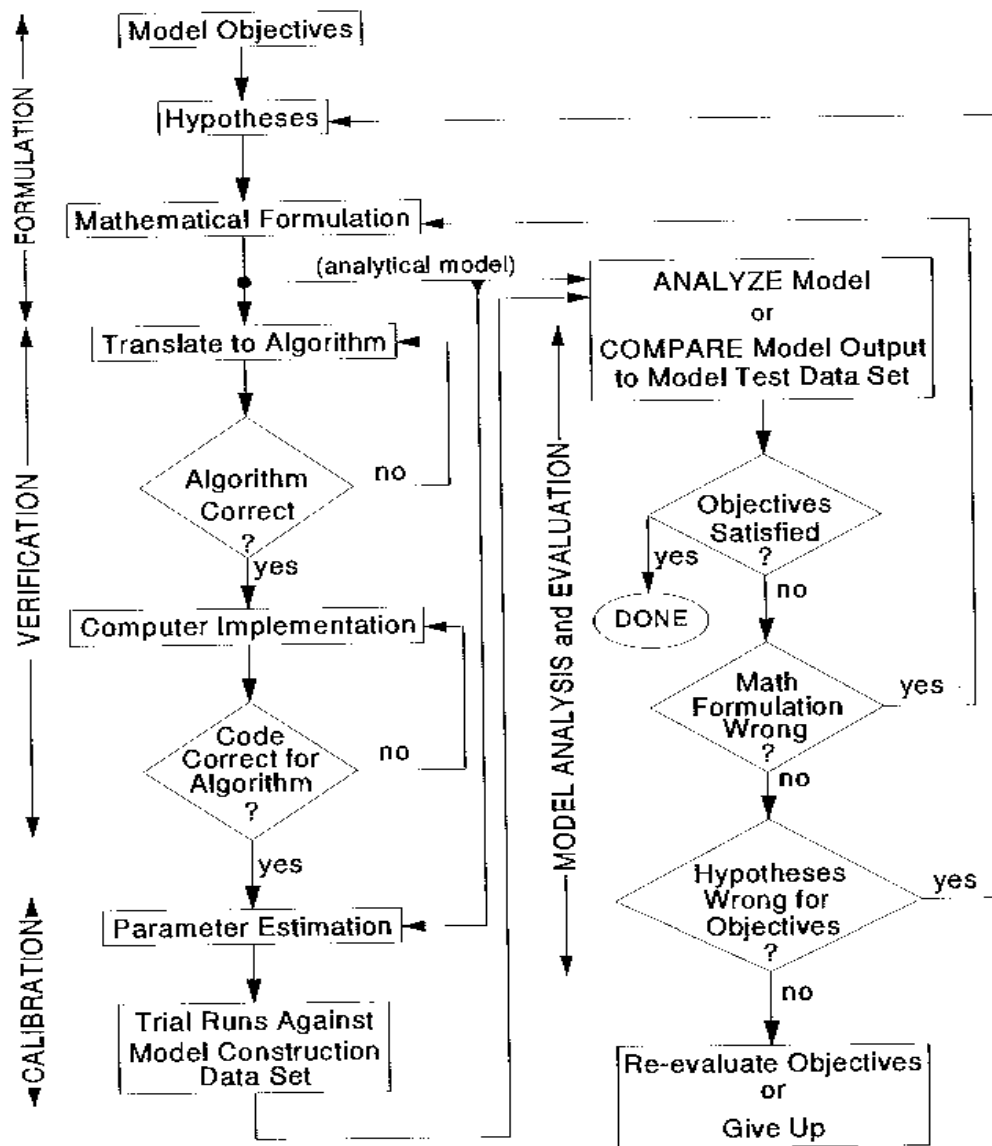 FORMULATION
VERIFICATION
CALIBRATION
Model Objectives
Hypotheses
Mathematical Formulation
(analytical model)
Translate to Algorithm
Algorithm
Correct
?
no
yes
Computer Implementation
Code
Correct for
Algorithm
?
no
yes
Parameter Estimation
Trial Runs Against
Model Construction
Data Set
MODEL ANALYSIS and EVALUATION
ANALYZE Model
or
COMPARE Model Output
to Model Test Data Set
Objectives
Satisfied
?
yes
no
DONE
Math
Formulation
Wrong
?
yes
no
Hypotheses
Wrong for
Objectives
?
yes
no
Re-evaluate Objectives
or
Give Up